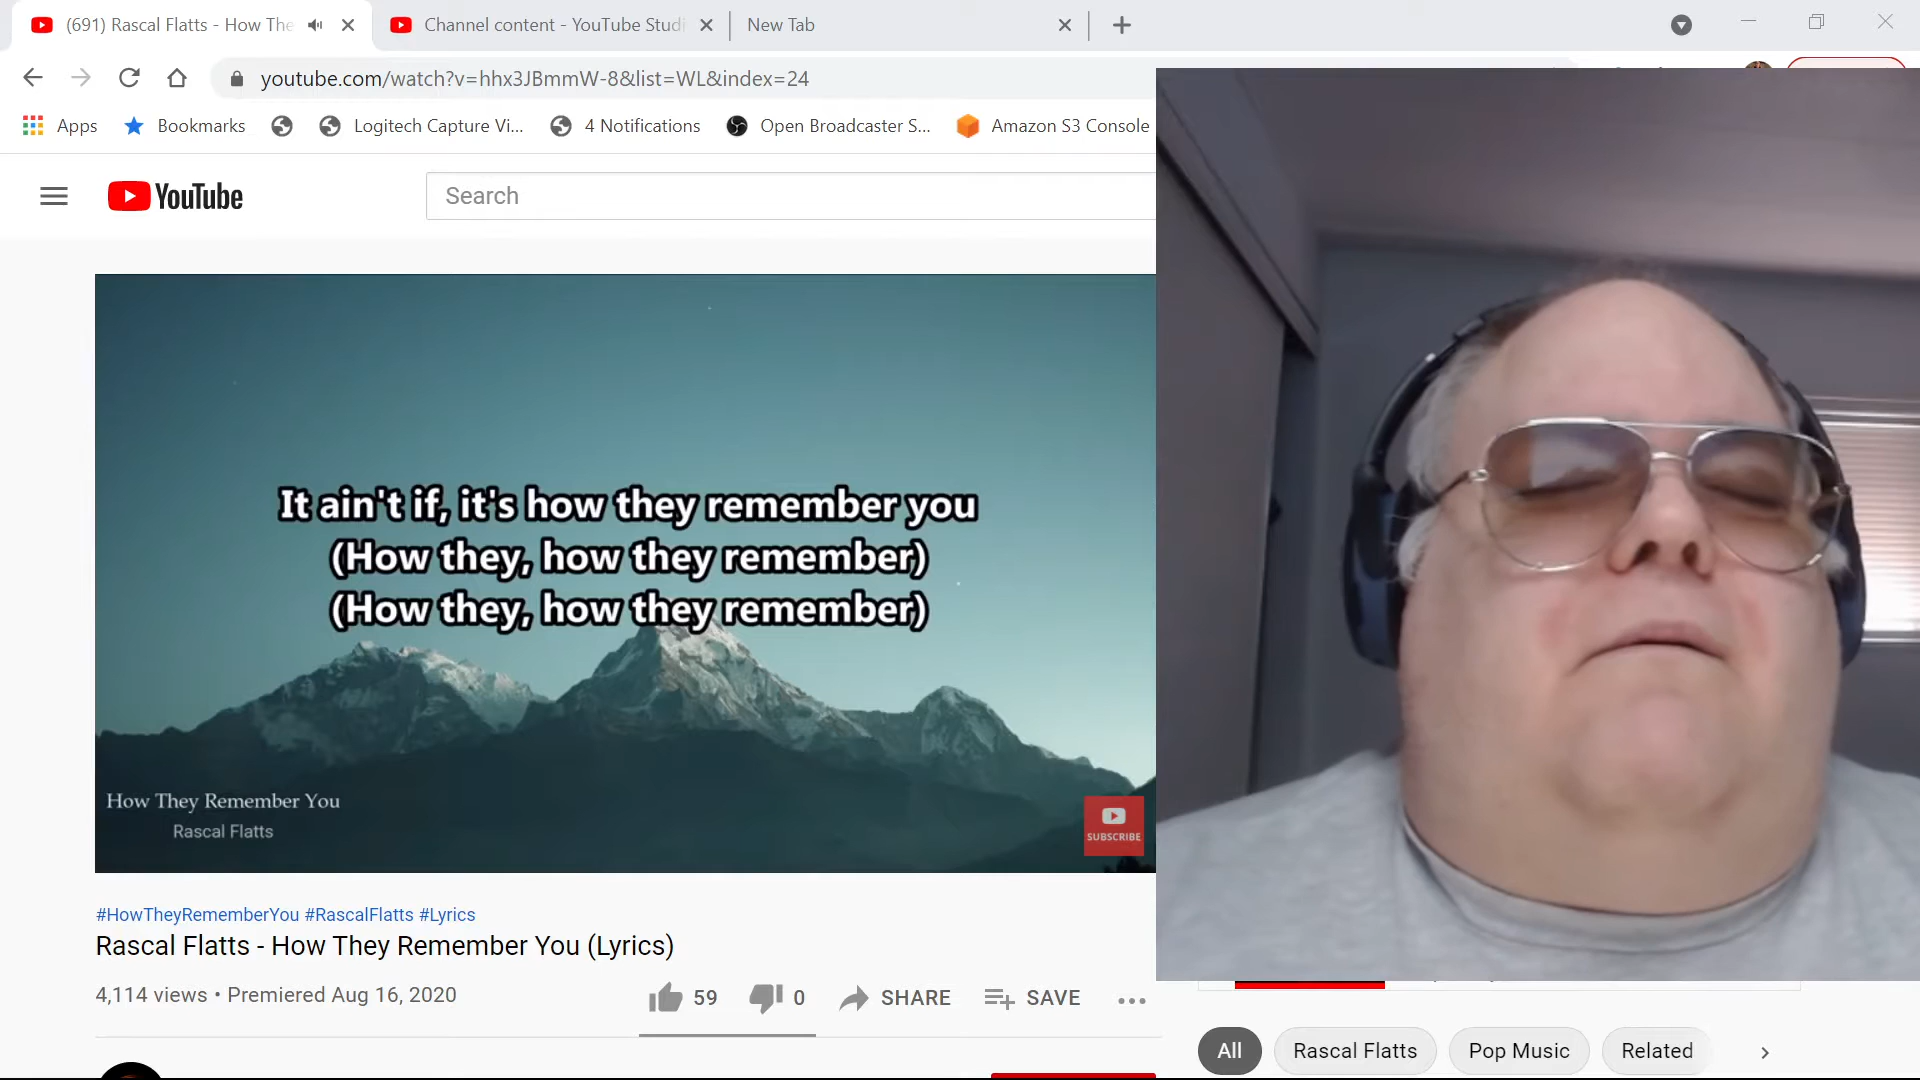 (691) Rascal Flatts - How The
Channel content - YouTube Studi
New Tab
youtube.com/watch?v=hhx3JBmmW-8&list=WL&index=24
Apps
Bookmarks
Logitech Capture Vi...
4 Notifications
Open Broadcaster S...
Amazon S3 Console
YouTube
Search
It ain't if, it's how they remember you
(How they, how they remember)
(How they, how they remember)
How They Remember You
Rascal Flatts
SUBSCRIBE
#HowTheyRememberYou #RascalFlatts #Lyrics
Rascal Flatts - How They Remember You (Lyrics)
4,114 views • Premiered Aug 16, 2020
59
0
SHARE
SAVE
All
Rascal Flatts
Pop Music
Related